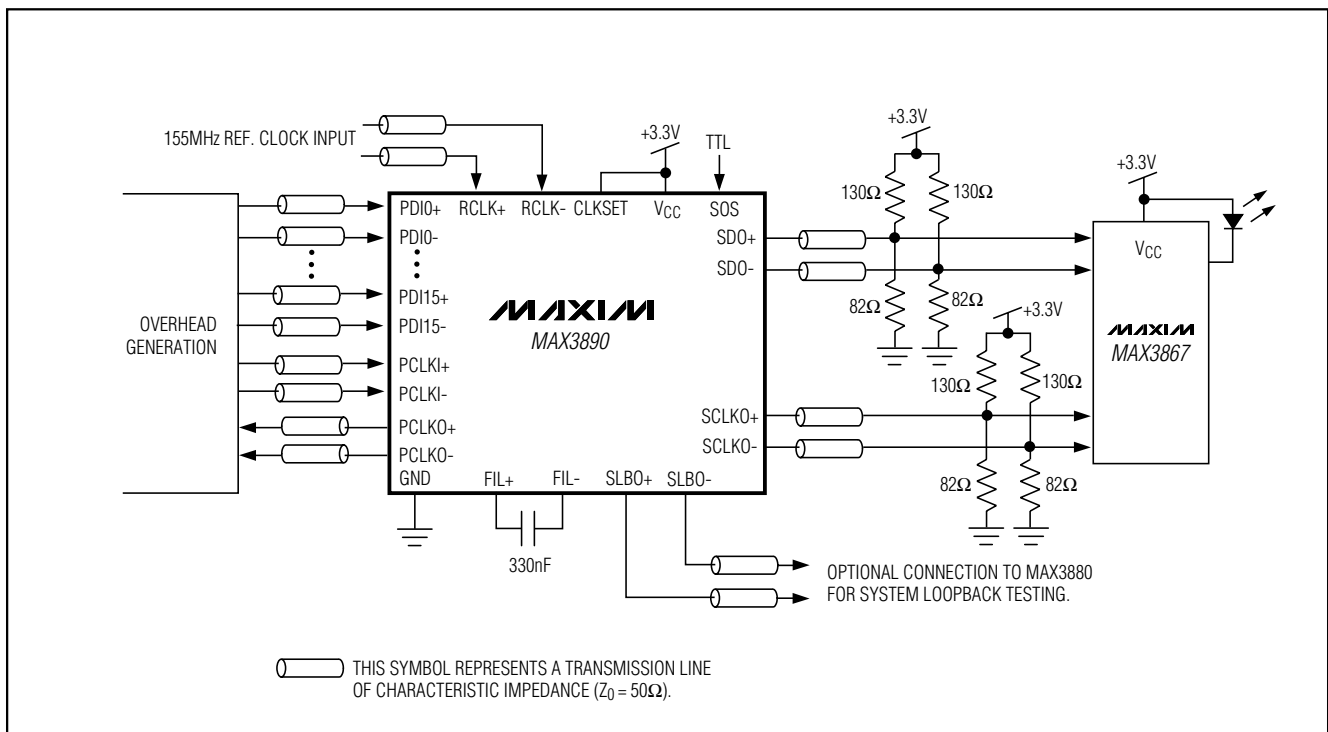 155MHz REF. CLOCK INPUT
+3.3V
TTL
+3.3V
+3.3V
130Ω
130Ω
PDI0+
RCLK+
RCLK-
CLKSET
VCC
SOS
PDI0-
PDI15+
PDI15-
PCLKI+
PCLKI-
PCLKO+
PCLKO-
GND
FIL+
FIL-
SLBO+
SLBO-
SDO+
SDO-
SCLKO+
SCLKO-
MAXIM
MAX3890
OVERHEAD
GENERATION
82Ω
82Ω
+3.3V
130Ω
130Ω
82Ω
82Ω
VCC
MAXIM
MAX3867
330nF
OPTIONAL CONNECTION TO MAX3880
FOR SYSTEM LOOPBACK TESTING.
THIS SYMBOL REPRESENTS A TRANSMISSION LINE
OF CHARACTERISTIC IMPEDANCE (Z0 = 50Ω).